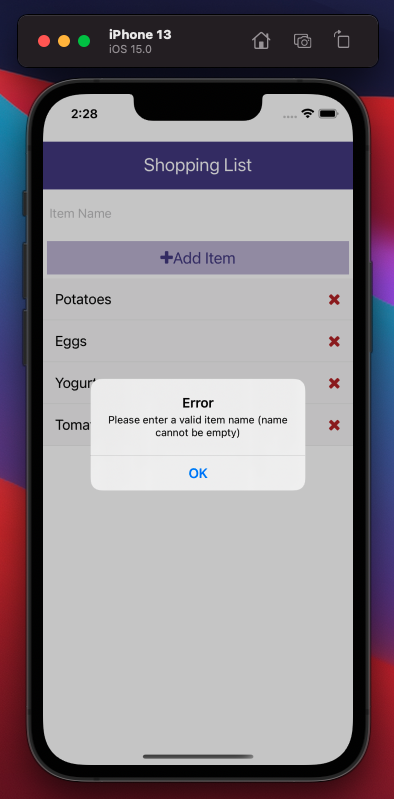 iPhone 13
iOS 15.0
2:28
Shopping List
Item Name
Add Item
Potatoes
Eggs
Yogurt
Toma
Error
Please enter a valid item name (name
cannot be empty)
OK